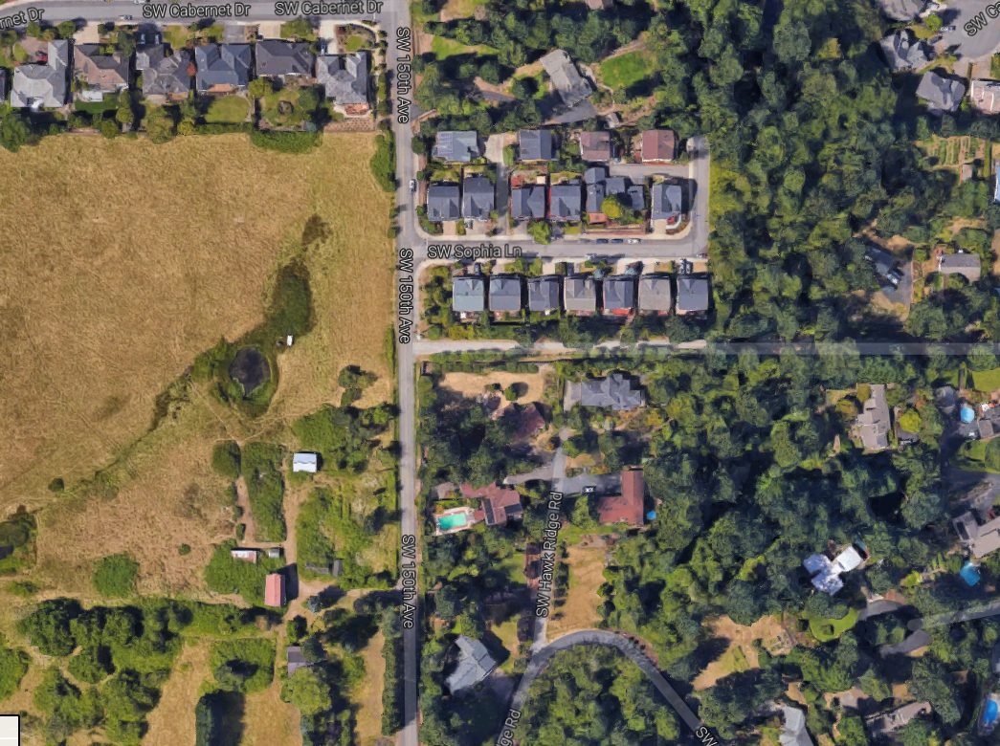 SW Cabernet Dr
SW Cabernet Dr
rnet Dr
SW 150th Ave
SW Sophia Ln
SW 150th Ave
SW Hawk Ridge Rd
SW 150th Ave
ge Rd
SW
SW Ca